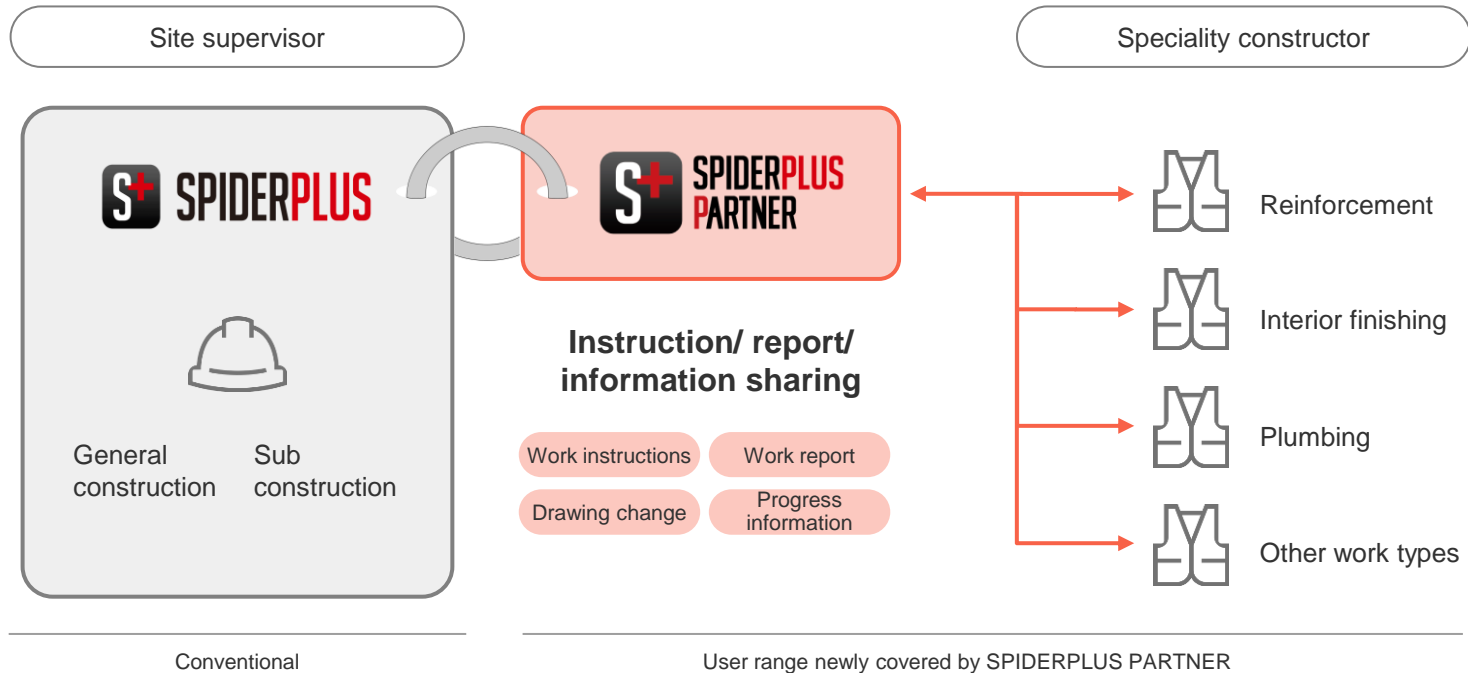 Site supervisor
Speciality constructor
S+ SPIDERPLUS
S+ SPIDERPLUS
PARTNER
General
construction
Sub
construction
Instruction/ report/
information sharing
Work instructions
Work report
Drawing change
Progress
information
Reinforcement
Interior finishing
Plumbing
Other work types
Conventional
User range newly covered by SPIDERPLUS PARTNER